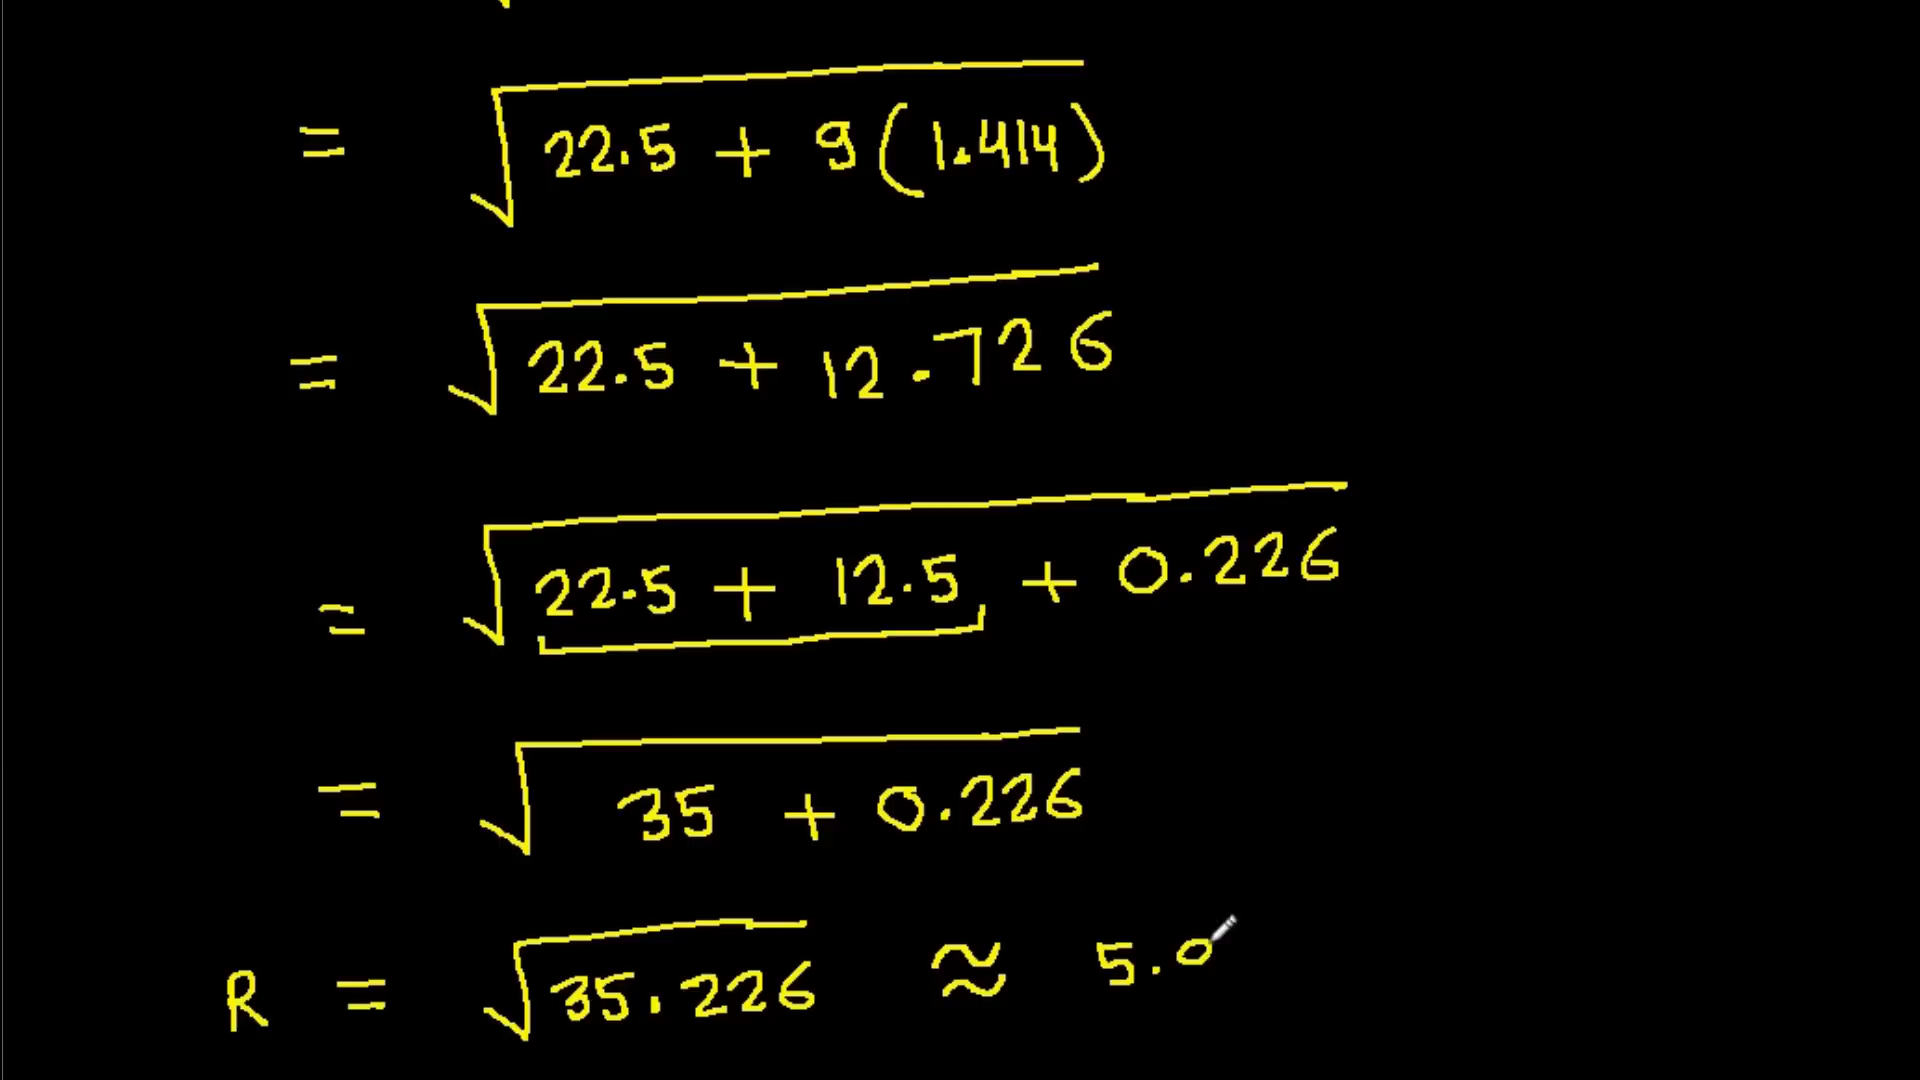 = √22.5 + 9(1.414)
= √22.5 + 12.726
= √22.5 + 12.5 + 0.226
= √35 + 0.226
R = √35.226 ≈ 5.0